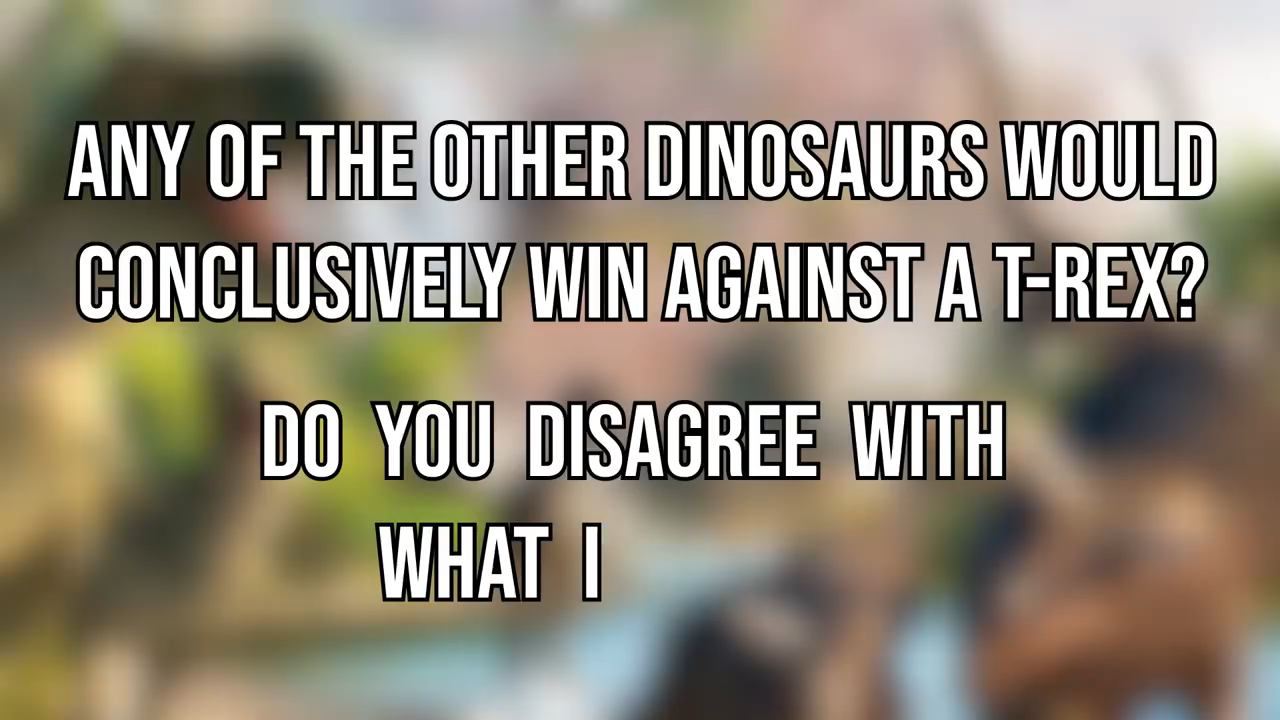 ANY OF THE OTHER DINOSAURS WOULD
CONCLUSIVELY WIN AGAINST A T-REX?
DO YOU DISAGREE WITH
WHAT I